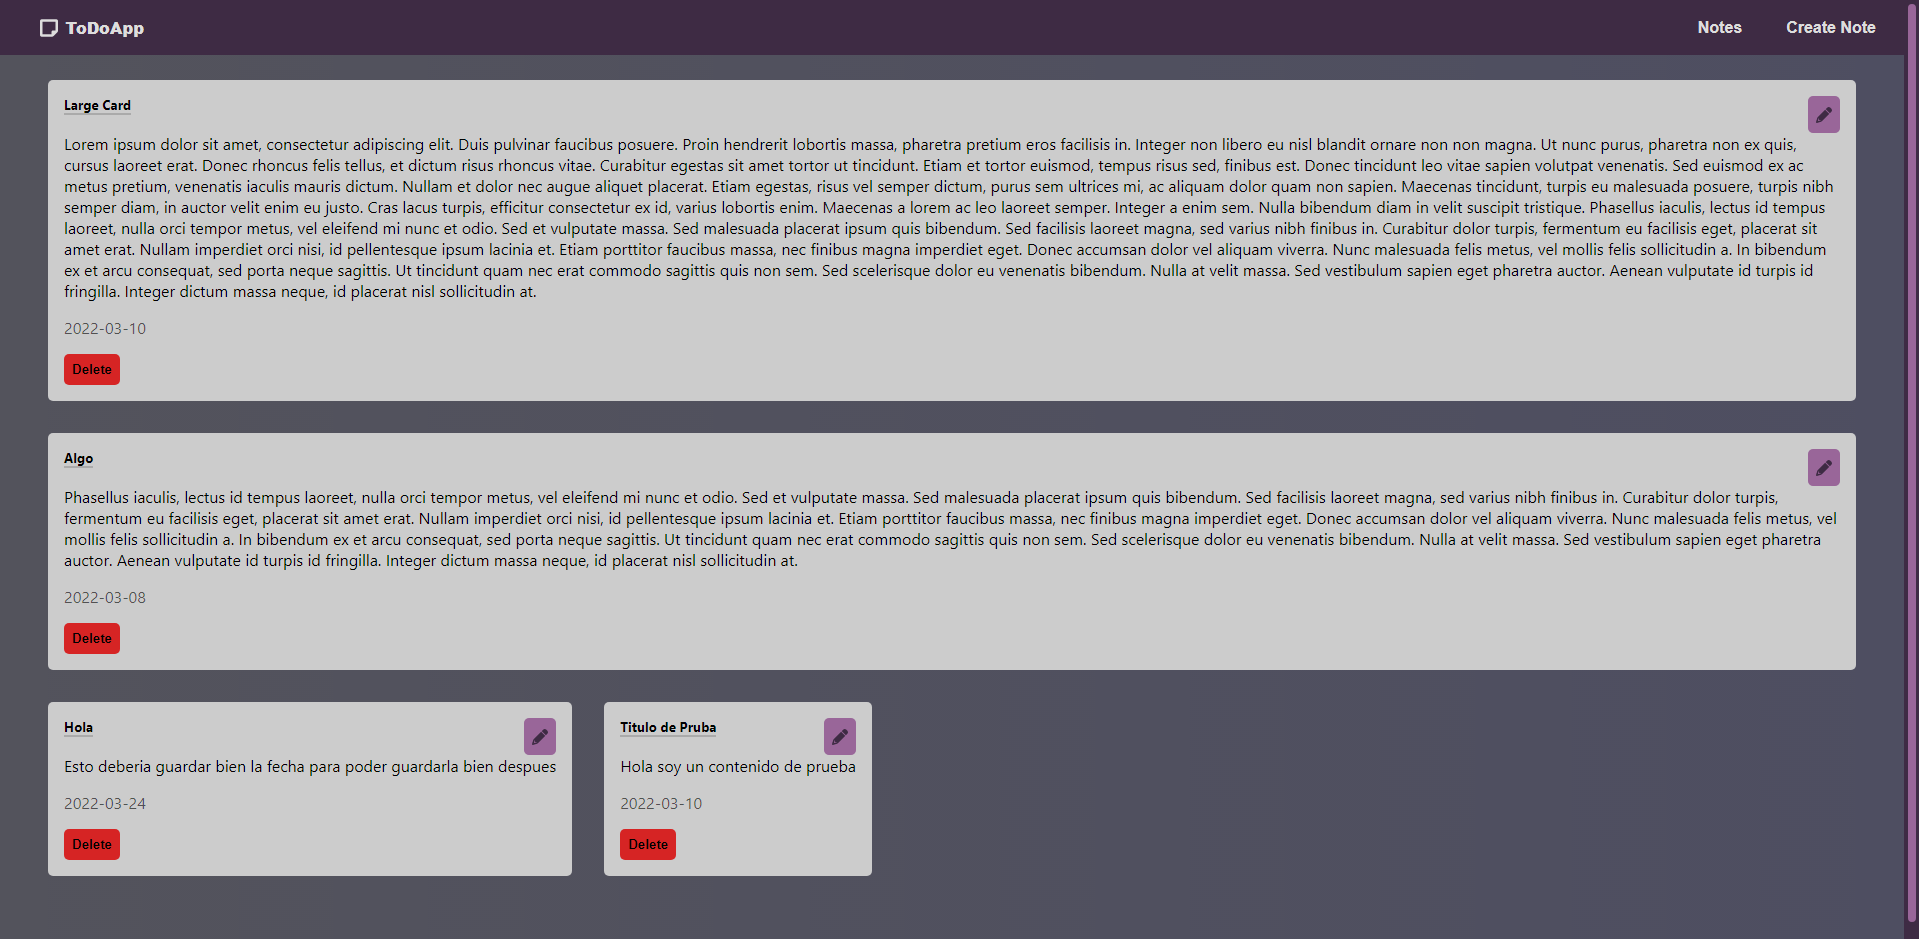 ToDoApp
Notes
Create Note
Large Card
Lorem ipsum dolor sit amet, consectetur adipiscing elit. Duis pulvinar faucibus posuere. Proin hendrerit lobortis massa, pharetra pretium eros facilisis in. Integer non libero eu nisl blandit ornare non non magna. Ut nunc purus, pharetra non ex quis,
cursus laoreet erat. Donec rhoncus felis tellus, et dictum risus rhoncus vitae. Curabitur egestas sit amet tortor ut tincidunt. Etiam et tortor euismod, tempus risus sed, finibus est. Donec tincidunt leo vitae sapien volutpat venenatis. Sed euismod ex ac
metus pretium, venenatis iaculis mauris dictum. Nullam et dolor nec augue aliquet placerat. Etiam egestas, risus vel semper dictum, purus sem ultrices mi, ac aliquam dolor quam non sapien. Maecenas tincidunt, turpis eu malesuada posuere, turpis nibh
semper diam, in auctor velit enim eu justo. Cras lacus turpis, efficitur consectetur ex id, varius lobortis enim. Maecenas a lorem ac leo laoreet semper. Integer a enim sem. Nulla bibendum diam in velit suscipit tristique. Phasellus iaculis, lectus id tempus
laoreet, nulla orci tempor metus, vel eleifend mi nunc et odio. Sed et vulputate massa. Sed malesuada placerat ipsum quis bibendum. Sed facilisis laoreet magna, sed varius nibh finibus in. Curabitur dolor turpis, fermentum eu facilisis eget, placerat sit
amet erat. Nullam imperdiet orci nisi, id pellentesque ipsum lacinia et. Etiam porttitor faucibus massa, nec finibus magna imperdiet eget. Donec accumsan dolor vel aliquam viverra. Nunc malesuada felis metus, vel mollis felis sollicitudin a. In bibendum
ex et arcu consequat, sed porta neque sagittis. Ut tincidunt quam nec erat commodo sagittis quis non sem. Sed scelerisque dolor eu venenatis bibendum. Nulla at velit massa. Sed vestibulum sapien eget pharetra auctor. Aenean vulputate id turpis id
fringilla. Integer dictum massa neque, id placerat nisl sollicitudin at.
2022-03-10
Delete
Algo
Phasellus iaculis, lectus id tempus laoreet, nulla orci tempor metus, vel eleifend mi nunc et odio. Sed et vulputate massa. Sed malesuada placerat ipsum quis bibendum. Sed facilisis laoreet magna, sed varius nibh finibus in. Curabitur dolor turpis,
fermentum eu facilisis eget, placerat sit amet erat. Nullam imperdiet orci nisi, id pellentesque ipsum lacinia et. Etiam porttitor faucibus massa, nec finibus magna imperdiet eget. Donec accumsan dolor vel aliquam viverra. Nunc malesuada felis metus, vel
mollis felis sollicitudin a. In bibendum ex et arcu consequat, sed porta neque sagittis. Ut tincidunt quam nec erat commodo sagittis quis non sem. Sed scelerisque dolor eu venenatis bibendum. Nulla at velit massa. Sed vestibulum sapien eget pharetra
auctor. Aenean vulputate id turpis id fringilla. Integer dictum massa neque, id placerat nisl sollicitudin at.
2022-03-08
Delete
Hola
Esto deberia guardar bien la fecha para poder guardarla bien despues
2022-03-24
Delete
Titulo de Pruba
Hola soy un contenido de prueba
2022-03-10
Delete